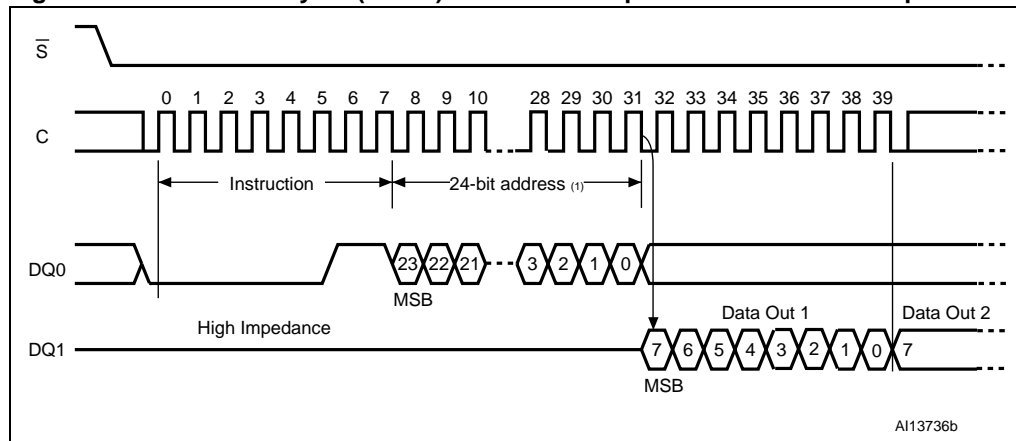 S
0 1 2 3 4 5 6 7 8 9 10 28 29 30 31 32 33 34 35 36 37 38 39
C
Instruction 24-bit address (1)
DQ0 23 22 21 3 2 1 0
MSB
High Impedance Data Out 1 Data Out 2
DQ1 7 6 5 4 3 2 1 0 7
MSB
AI13736b